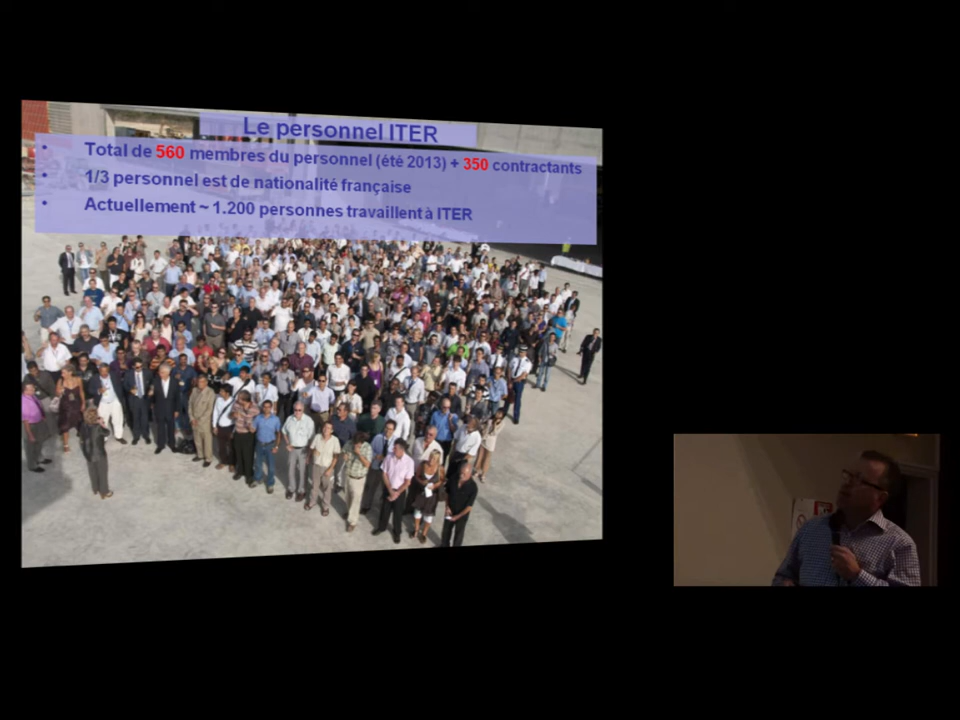 Le personnel ITER
• Total de 560 membres du personnel (été 2013) + 350 contractants
• 1/3 personnel est de nationalité française
• Actuellement ~ 1.200 personnes travaillent à ITER